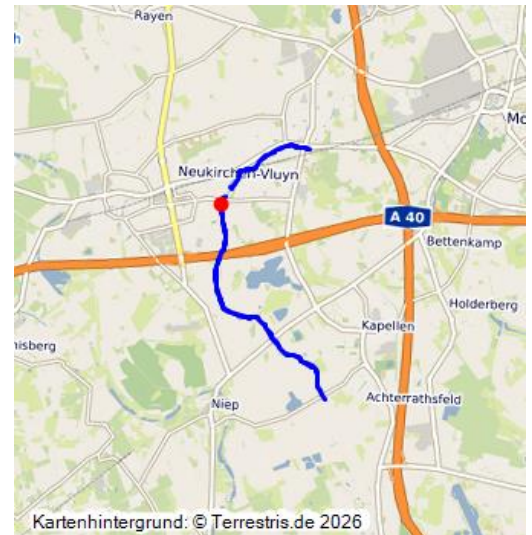 Rayen
Mo
Neukirchen-Vluyn
A 40
Bettenkamp
Holderberg
Kapellen
nisberg
Achterrathsfeld
Niep
Kartenhintergrund: © Terrestris.de 2026